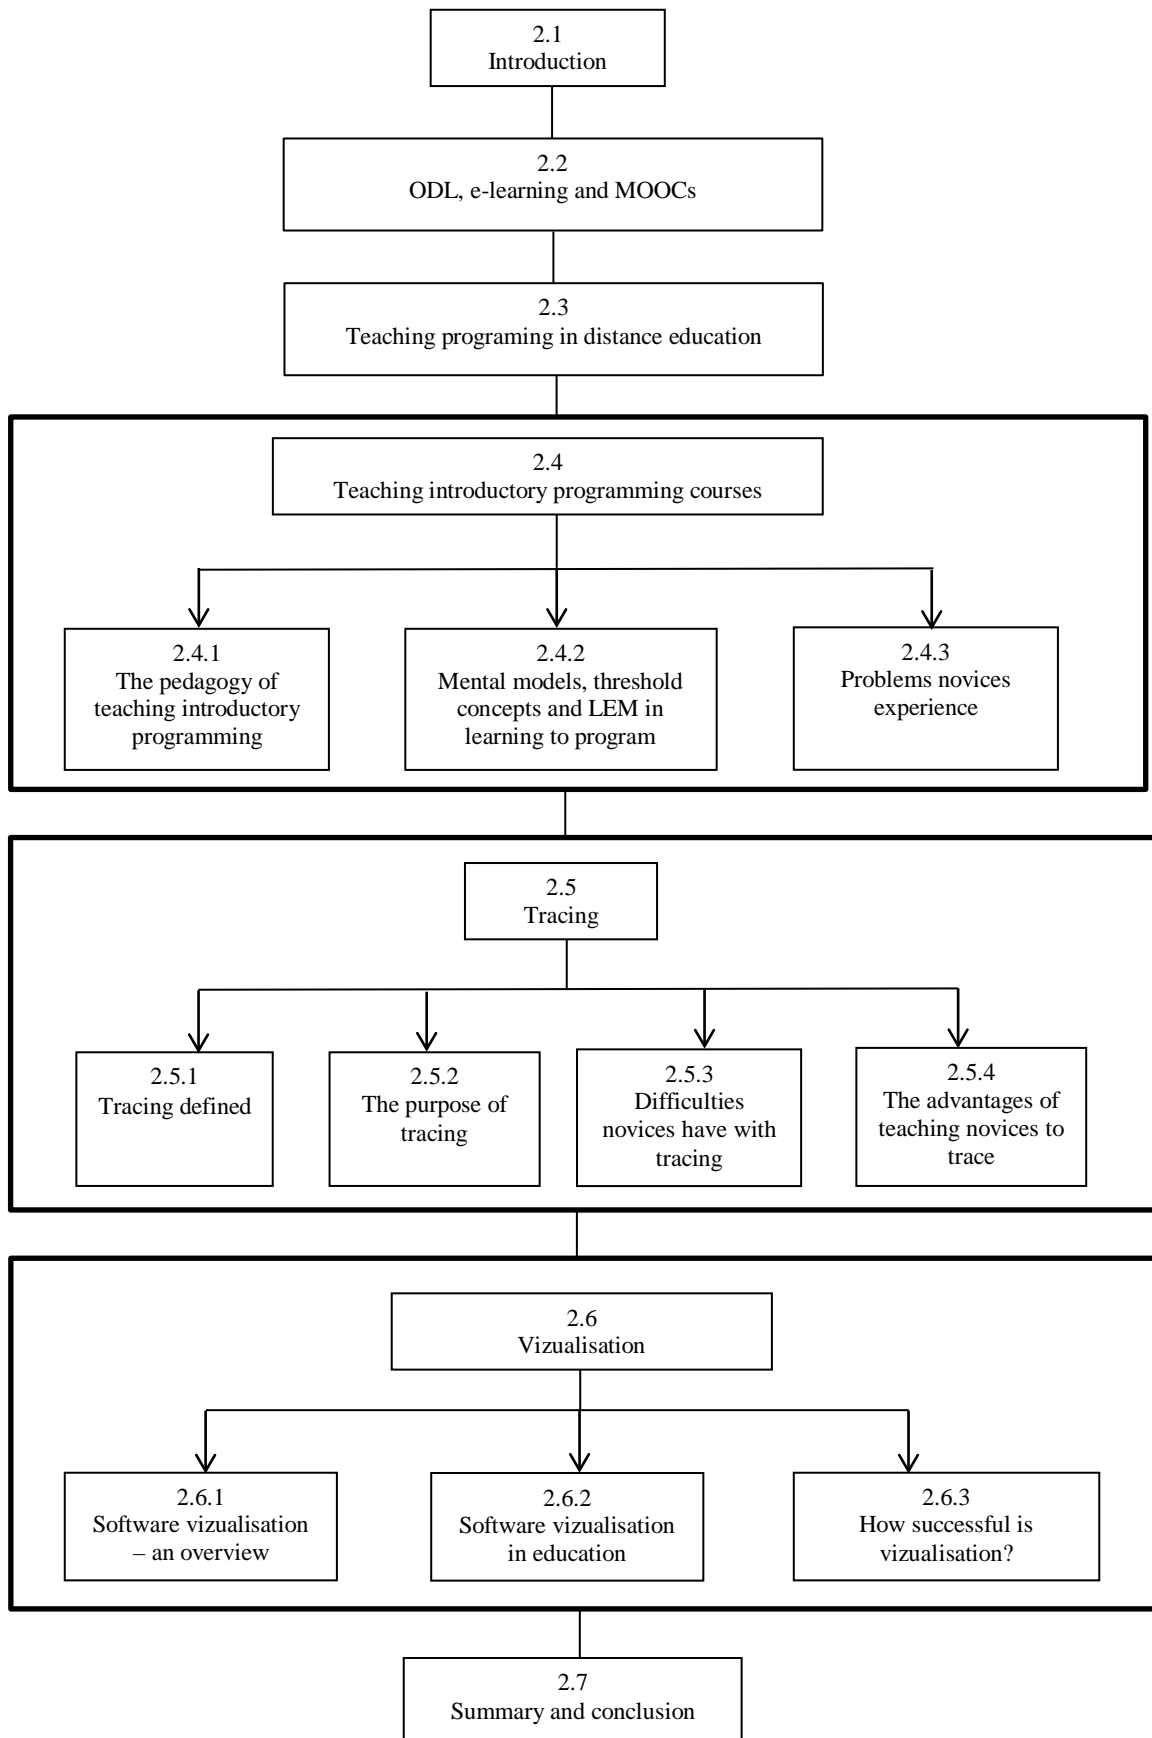 2.1
Introduction
2.2
ODL, e-learning and MOOCs
2.3
Teaching programing in distance education
2.4
Teaching introductory programming courses
2.4.1
The pedagogy of
teaching introductory
programming
2.4.2
Mental models, threshold
concepts and LEM in
learning to program
2.4.3
Problems novices
experience
2.5
Tracing
2.5.1
Tracing defined
2.5.2
The purpose of
tracing
2.5.3
Difficulties
novices have with
tracing
2.5.4
The advantages of
teaching novices to
trace
2.6
Vizualisation
2.6.1
Software vizualisation
– an overview
2.6.2
Software vizualisation
in education
2.6.3
How successful is
vizualisation?
2.7
Summary and conclusion